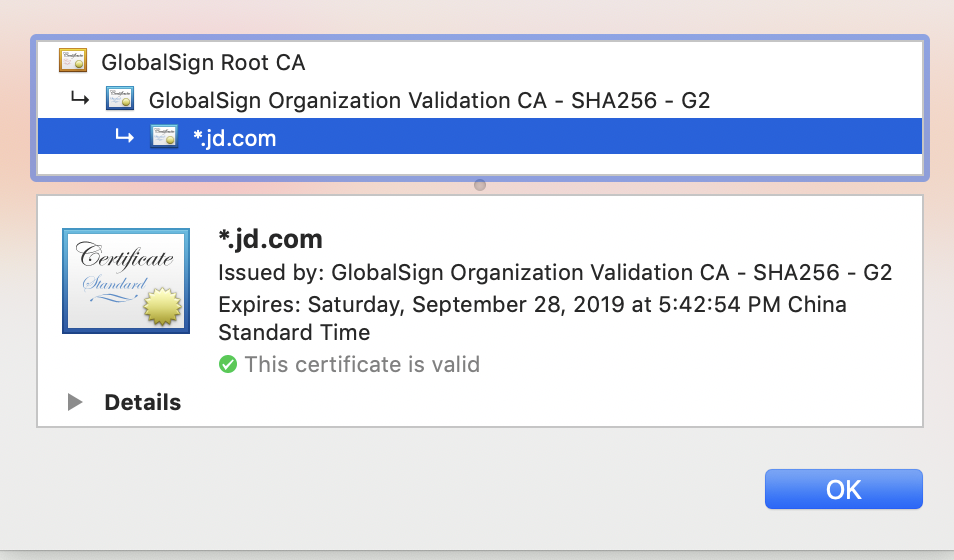 GlobalSign Root CA
GlobalSign Organization Validation CA - SHA256 - G2
*.jd.com
*.jd.com
Issued by: GlobalSign Organization Validation CA - SHA256 - G2
Expires: Saturday, September 28, 2019 at 5:42:54 PM China
Standard Time
This certificate is valid
Certificate
Standard
Details
OK